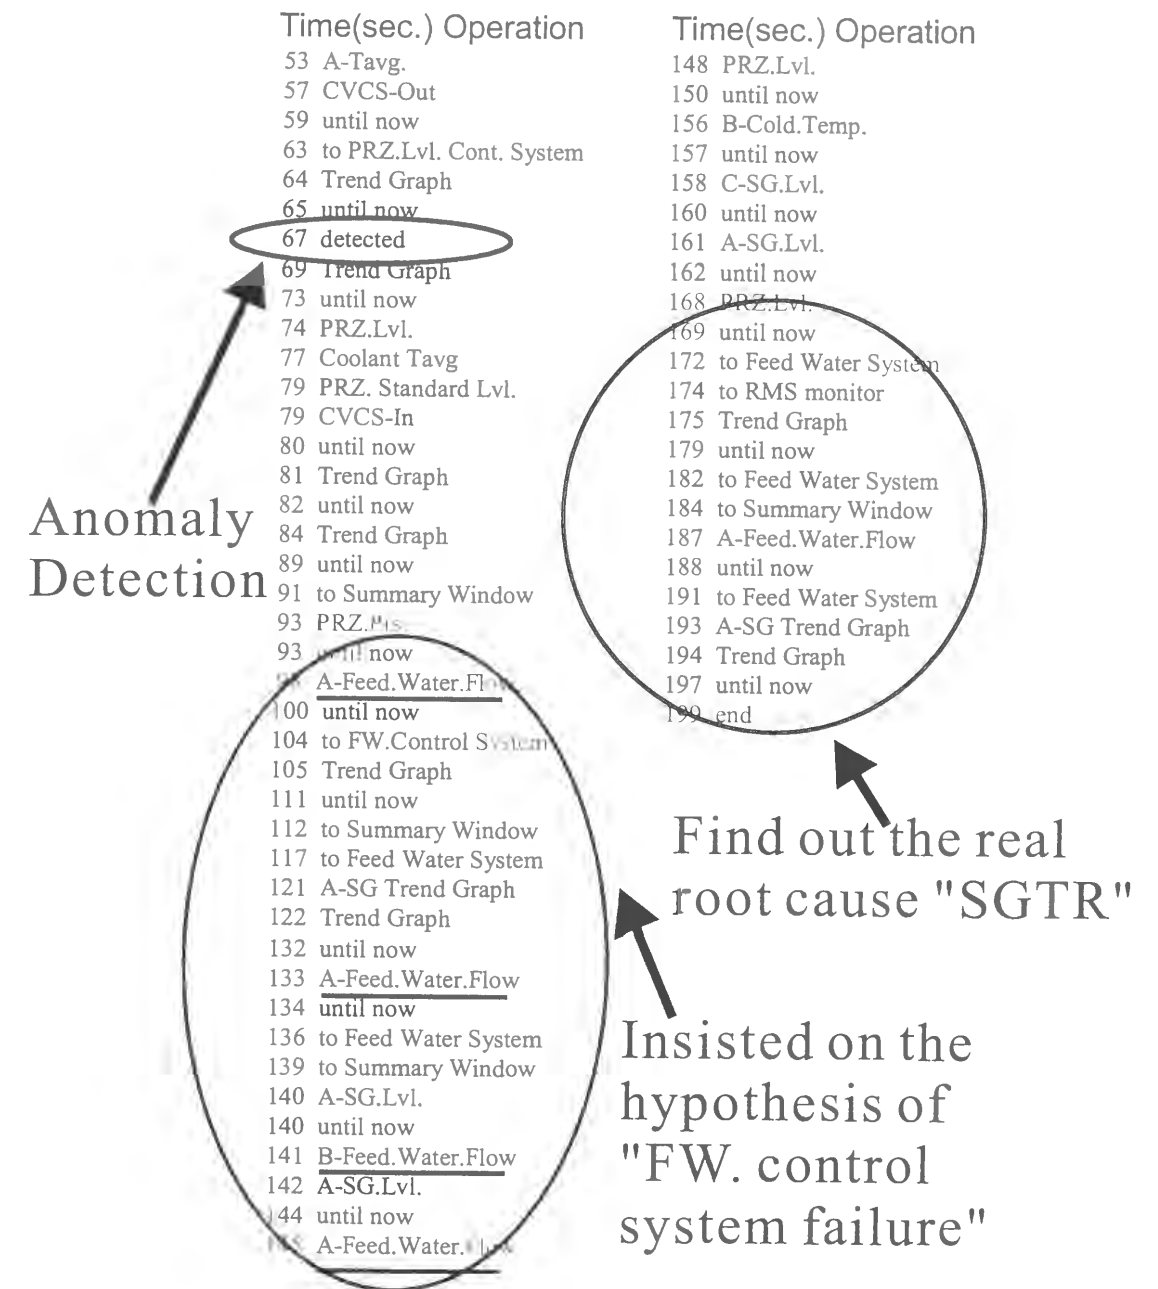 Time(sec.) Operation
53 A-Tavg.
57 CVCS-Out
59 until now
63 to PRZ.Lvl. Cont. System
64 Trend Graph
65 until now
67 detected
69 Trend Graph
73 until now
74 PRZ.Lvl.
77 Coolant Tavg
79 PRZ. Standard Lvl.
79 CVCS-In
80 until now
81 Trend Graph
82 until now
84 Trend Graph
89 until now
91 to Summary Window
93 PRZ.
93 until now
A-Feed.Water.Flow
100 until now
104 to FW.Control System
105 Trend Graph
111 until now
112 to Summary Window
117 to Feed Water System
121 A-SG Trend Graph
122 Trend Graph
132 until now
133 A-Feed.Water.Flow
134 until now
136 to Feed Water System
139 to Summary Window
140 A-SG.Lvl.
140 until now
141 B-Feed.Water.Flow
142 A-SG.Lvl.
144 until now
A-Feed.Water.Flow
Anomaly
Detection
Time(sec.) Operation
148 PRZ.Lvl.
150 until now
156 B-Cold.Temp.
157 until now
158 C-SG.Lvl.
160 until now
161 A-SG.Lvl.
162 until now
168 PRZ.Lvl.
169 until now
172 to Feed Water System
174 to RMS monitor
175 Trend Graph
179 until now
182 to Feed Water System
184 to Summary Window
187 A-Feed.Water.Flow
188 until now
191 to Feed Water System
193 A-SG Trend Graph
194 Trend Graph
197 until now
199 end
Find out the real
root cause "SGTR"
Insisted on the
hypothesis of
"FW. control
system failure"